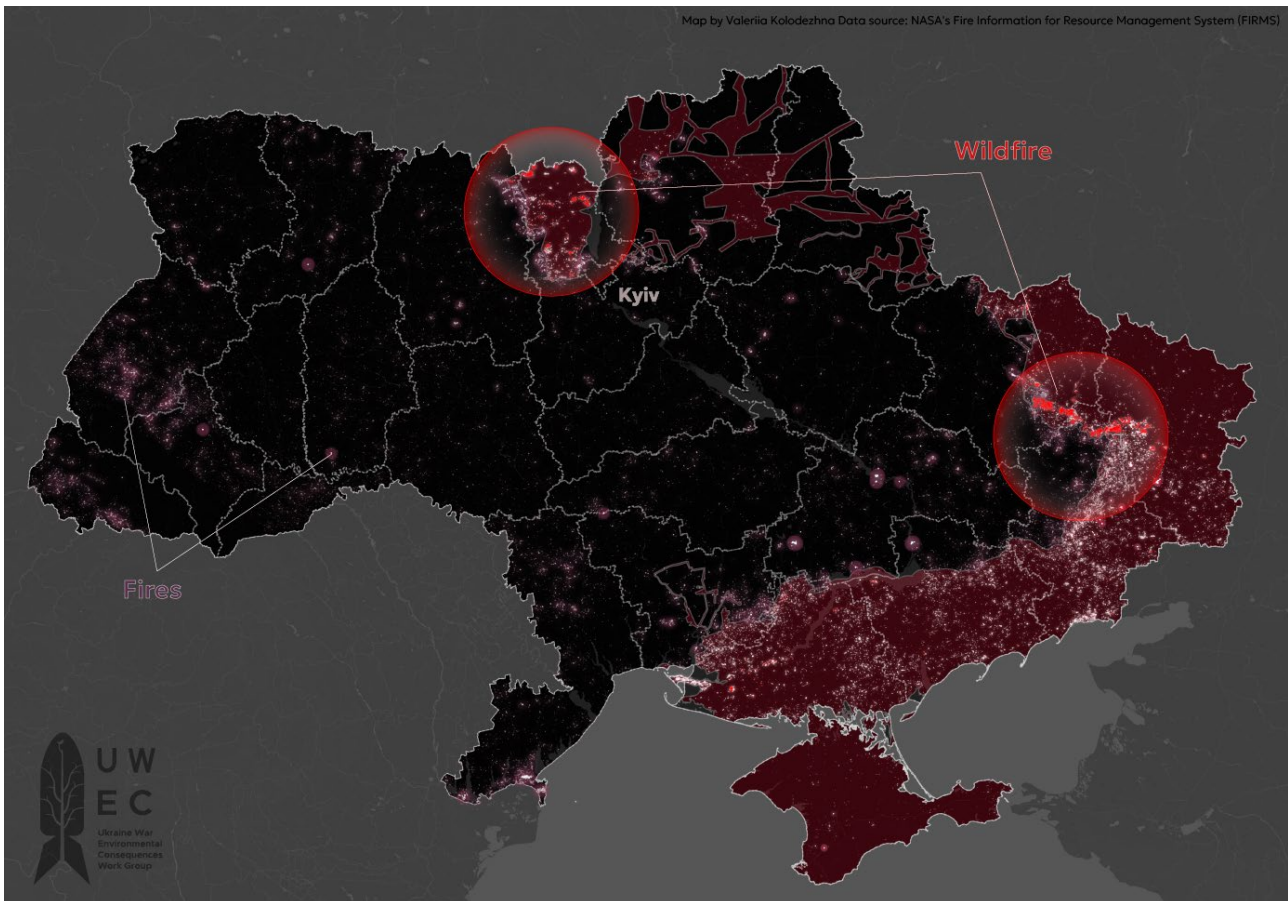 Map by Valeriia Kolodezhna Data source: NASA's Fire Information for Resource Management System (FIRMS)
Wildfire
Kyiv
Fires
U W
E C
Ukraine War
Environmental
Consequences
Work Group